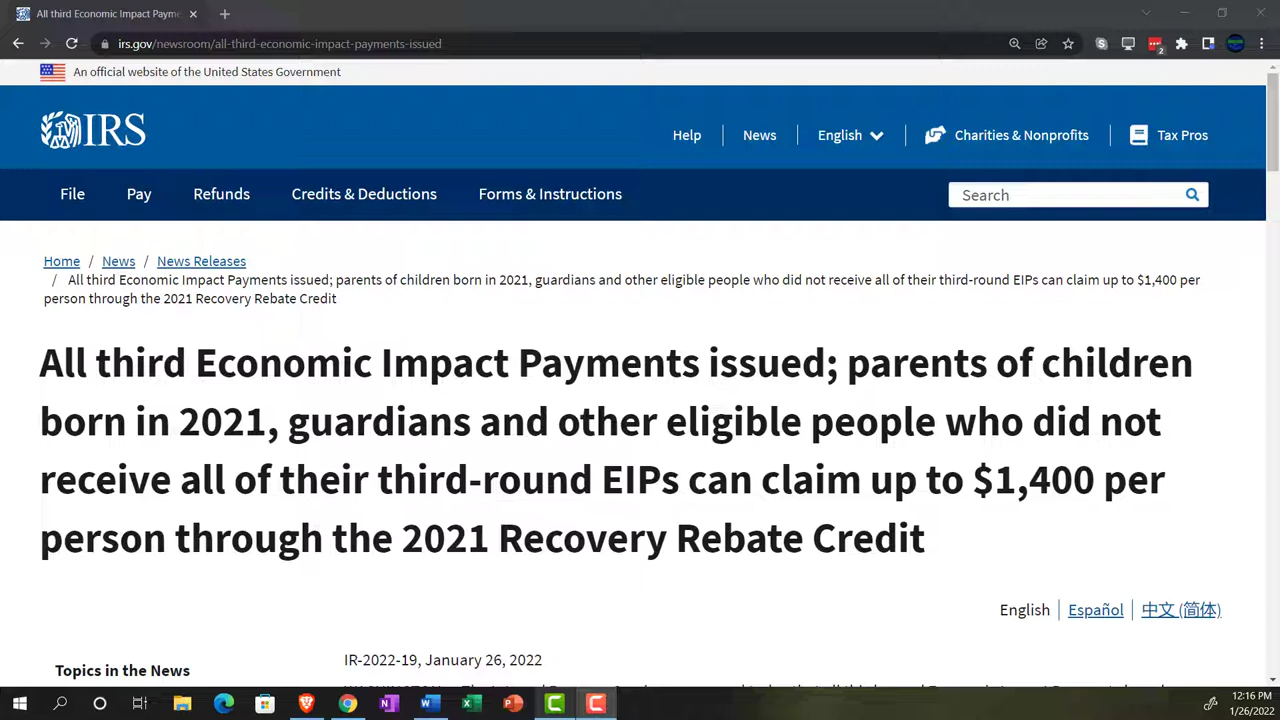 All third Economic Impact Payme
irs.gov/newsroom/all-third-economic-impact-payments-issued
2
An official website of the United States Government
IRS
Help
News
English
Charities & Nonprofits
Tax Pros
File
Pay
Refunds
Credits & Deductions
Forms & Instructions
Search
Home / News / News Releases
/ All third Economic Impact Payments issued; parents of children born in 2021, guardians and other eligible people who did not receive all of their third-round EIPs can claim up to $1,400 per
person through the 2021 Recovery Rebate Credit
All third Economic Impact Payments issued; parents of children
born in 2021, guardians and other eligible people who did not
receive all of their third-round EIPs can claim up to $1,400 per
person through the 2021 Recovery Rebate Credit
English
Español
中文 (简体)
Topics in the News
IR-2022-19, January 26, 2022
12:16 PM
1/26/2022